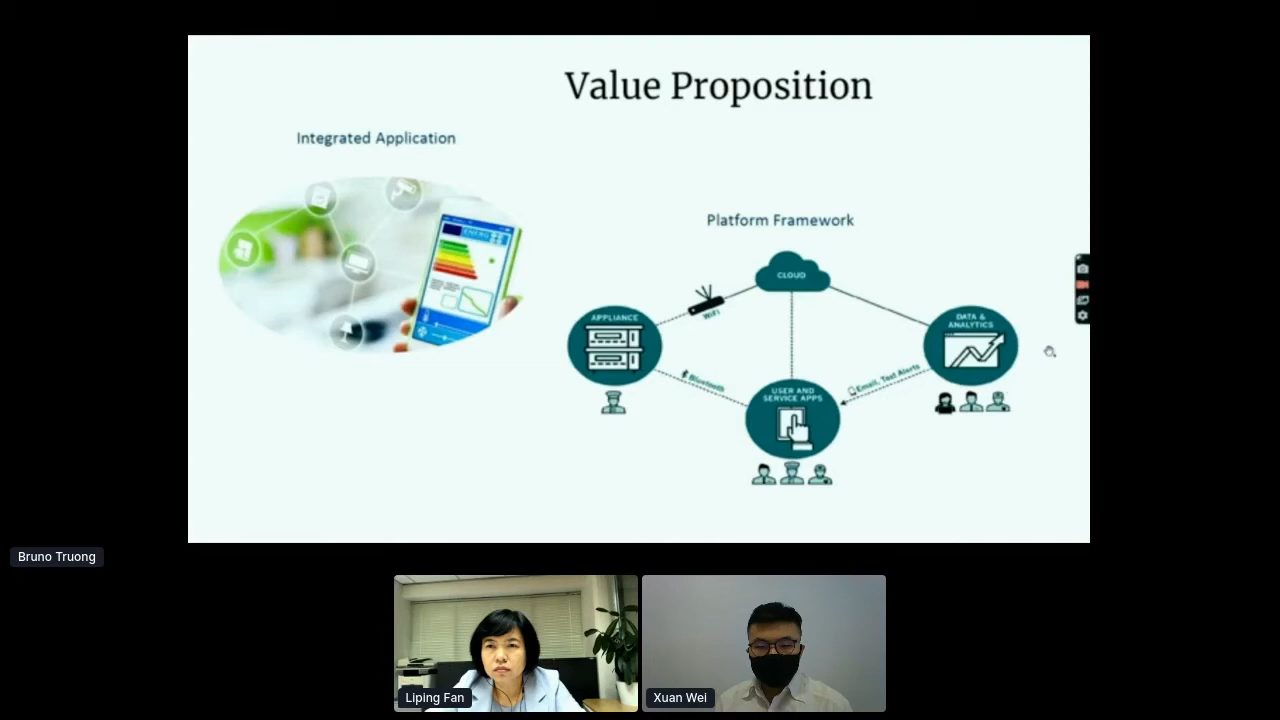 Value Proposition
Integrated Application
Platform Framework
CLOUD
WiFi
APPLIANCE
DATA &
ANALYTICS
Bluetooth
Email, Text Alerts
USER AND
SERVICE APPS
Bruno Truong
Liping Fan
Xuan Wei